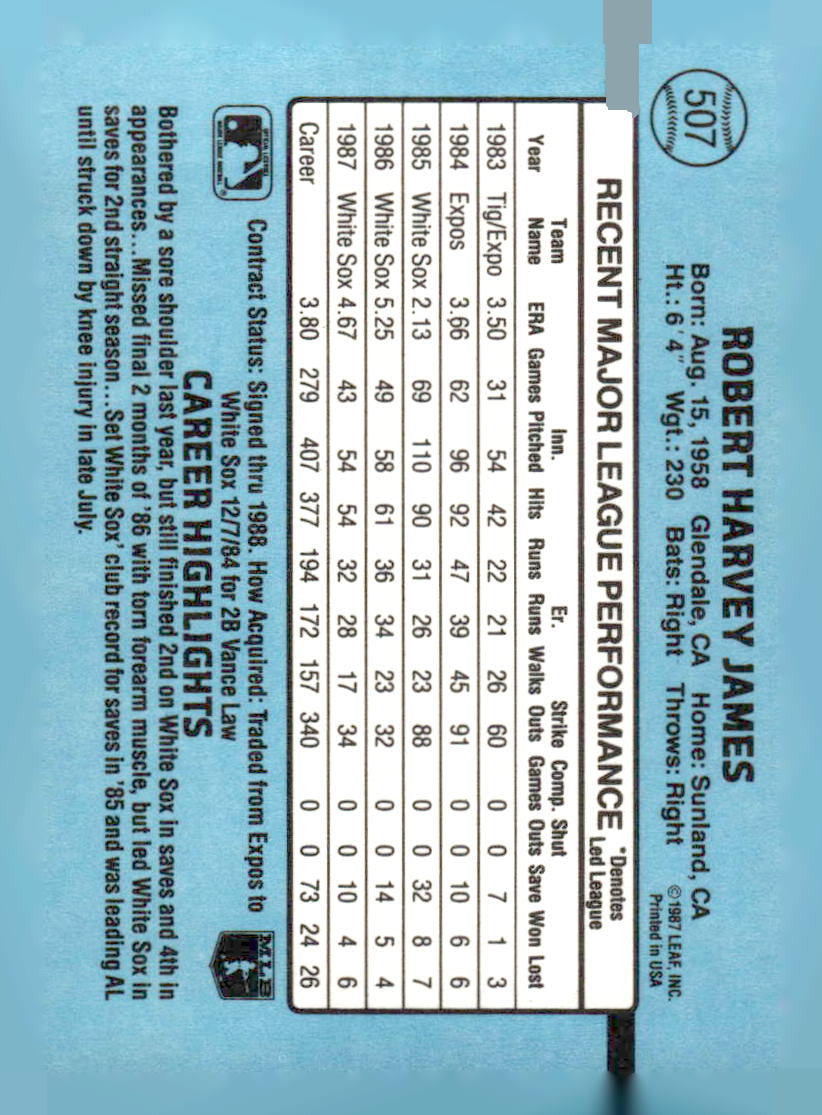 507
ROBERT HARVEY JAMES
Born: Aug. 15, 1958 Glendale, CA Home: Sunland, CA
Ht.: 6' 4" Wgt.: 230 Bats: Right Throws: Right
©1987 LEAF, INC.
Printed in USA
RECENT MAJOR LEAGUE PERFORMANCE *Denotes Led League
Year Team Name ERA Games Inn. Pitched Hits Runs Er. Runs Walks Strike Outs Comp. Games Shut Outs Save Won Lost
1983 Tig/Expo 3.50 31 54 42 22 21 26 60 0 0 7 1 3
1984 Expos 3.66 62 96 92 47 39 45 91 0 0 10 6 6
1985 White Sox 2.13 69 110 90 31 26 23 88 0 0 32 8 7
1986 White Sox 5.25 49 58 61 36 34 23 32 0 0 14 5 4
1987 White Sox 4.67 43 54 54 32 28 17 34 0 0 10 4 6
Career 3.80 279 407 377 194 172 157 340 0 0 73 24 26
Contract Status: Signed thru 1988. How Acquired: Traded from Expos to
White Sox 12/7/84 for 2B Vance Law
MLB
CAREER HIGHLIGHTS
Bothered by a sore shoulder last year, but still finished 2nd on White Sox in saves and 4th in
appearances...Missed final 2 months of '86 with torn forearm muscle, but led White Sox in
saves for 2nd straight season...Set White Sox' club record for saves in '85 and was leading AL
until struck down by knee injury in late July.